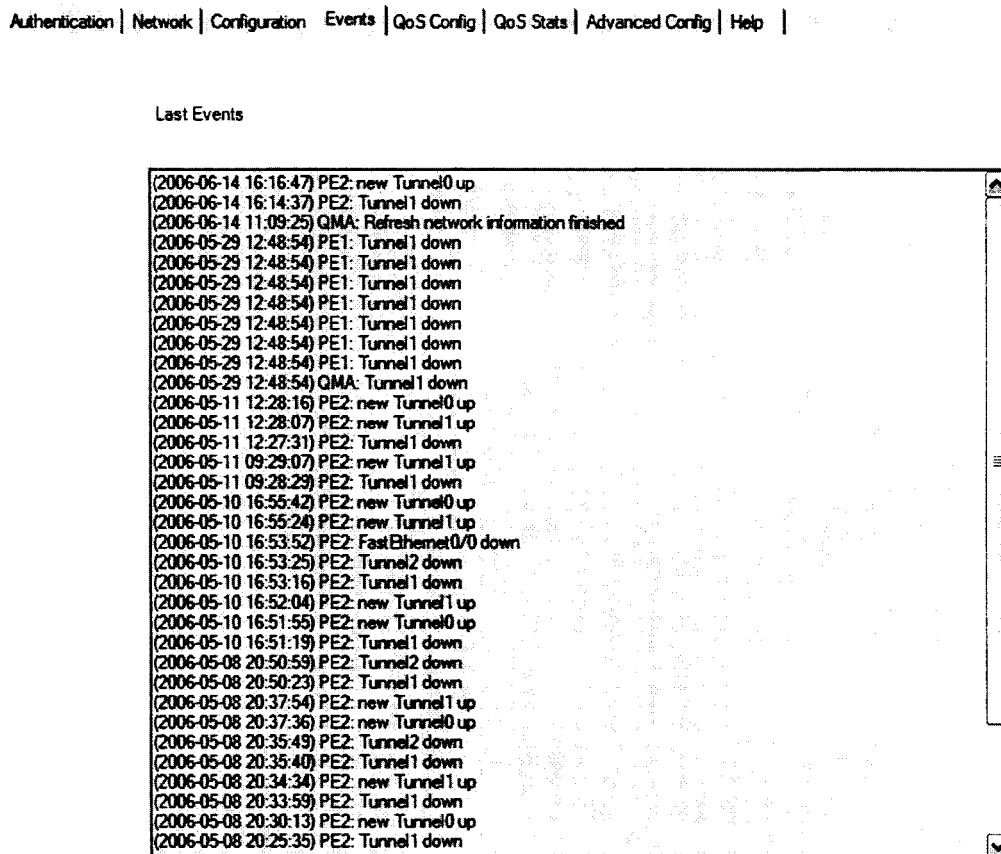 Authentication | Network | Configuration Events | QoS Config | QoS Stats | Advanced Config | Help |
Last Events
(2006-06-14 16:16:47) PE2: new Tunnel0 up
(2006-06-14 16:14:37) PE2: Tunnel1 down
(2006-06-14 11:09:25) QMA: Refresh network information finished
(2006-05-29 12:48:54) PE1: Tunnel1 down
(2006-05-29 12:48:54) PE1: Tunnel1 down
(2006-05-29 12:48:54) PE1: Tunnel1 down
(2006-05-29 12:48:54) PE1: Tunnel1 down
(2006-05-29 12:48:54) PE1: Tunnel1 down
(2006-05-29 12:48:54) PE1: Tunnel1 down
(2006-05-29 12:48:54) PE1: Tunnel1 down
(2006-05-29 12:48:54) QMA: Tunnel1 down
(2006-05-11 12:28:16) PE2: new Tunnel0 up
(2006-05-11 12:28:07) PE2: new Tunnel1 up
(2006-05-11 12:27:31) PE2: Tunnel1 down
(2006-05-11 09:29:07) PE2: new Tunnel1 up
(2006-05-11 09:28:29) PE2: Tunnel1 down
(2006-05-10 16:55:42) PE2: new Tunnel0 up
(2006-05-10 16:55:24) PE2: new Tunnel1 up
(2006-05-10 16:53:52) PE2: FastEthernet0/0 down
(2006-05-10 16:53:25) PE2: Tunnel2 down
(2006-05-10 16:53:16) PE2: Tunnel1 down
(2006-05-10 16:52:04) PE2: new Tunnel1 up
(2006-05-10 16:51:55) PE2: new Tunnel0 up
(2006-05-10 16:51:19) PE2: Tunnel1 down
(2006-05-08 20:50:59) PE2: Tunnel2 down
(2006-05-08 20:50:23) PE2: Tunnel1 down
(2006-05-08 20:37:54) PE2: new Tunnel1 up
(2006-05-08 20:37:36) PE2: new Tunnel0 up
(2006-05-08 20:35:49) PE2: Tunnel2 down
(2006-05-08 20:35:40) PE2: Tunnel1 down
(2006-05-08 20:34:34) PE2: new Tunnel1 up
(2006-05-08 20:33:59) PE2: Tunnel1 down
(2006-05-08 20:30:13) PE2: new Tunnel0 up
(2006-05-08 20:25:35) PE2: Tunnel1 down